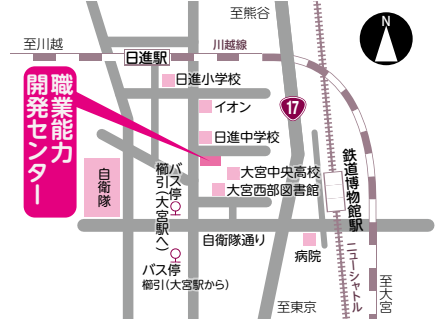 至熊谷
N
至川越
日進駅
川越線
日進小学校
職業能力
開発センター
イオン
17
日進中学校
大宮中央高校
大宮西部図書館
自衛隊
バス停
櫛引(大宮駅へ)
鉄道博物館駅
ニューシャトル
自衛隊通り
病院
バス停
櫛引(大宮駅から)
至東京
至大宮